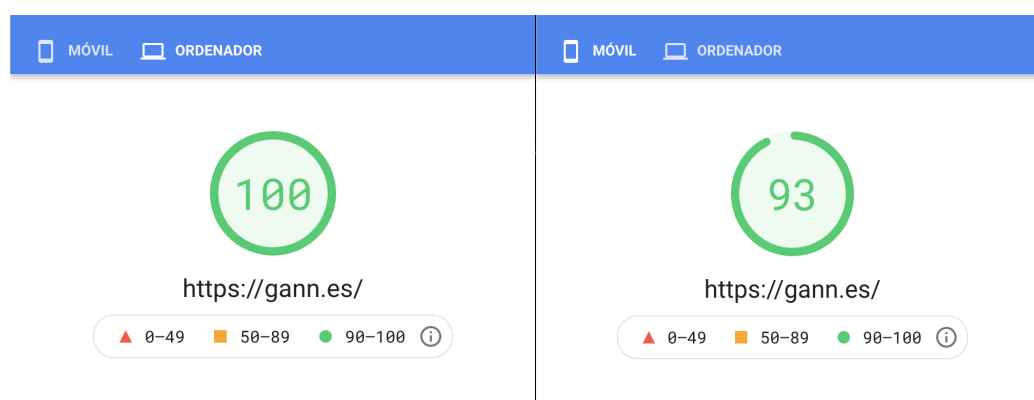 MÓVIL ORDENADOR
100
https://gann.es/
0–49 50–89 90–100
MÓVIL ORDENADOR
93
https://gann.es/
0–49 50–89 90–100